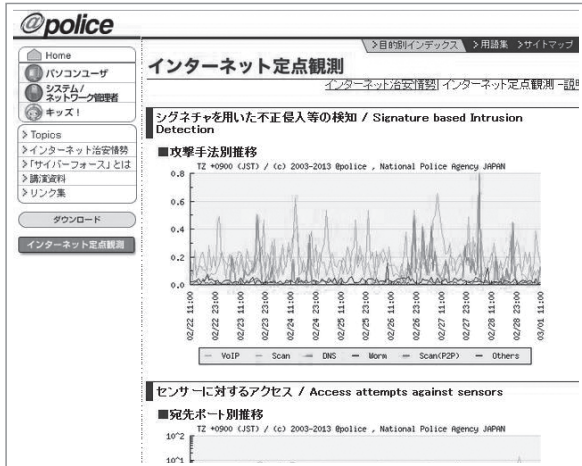 @police
>目的別インデックス >用語集 >サイトマップ
Home
パソコンユーザ
システム/
ネットワーク管理者
キッズ!
>Topics
>インターネット治安情勢
>「サイバーフォース」とは
>講演資料
>リンク集
ダウンロード
インターネット定点観測
インターネット定点観測
インターネット治安情勢| インターネット定点観測 -説明
シグネチャを用いた不正侵入等の検知 / Signature based Intrusion
Detection
■攻撃手法別推移
TZ +0900 (JST) / (c) 2003-2013 @police , National Police Agency JAPAN
0.8
0.6
0.4
0.2
0.0
02/22 11:00
02/22 23:00
02/23 11:00
02/23 23:00
02/24 11:00
02/24 23:00
02/25 11:00
02/25 23:00
02/26 11:00
02/26 23:00
02/27 11:00
02/27 23:00
02/28 11:00
02/28 23:00
03/01 11:00
— VoIP — Scan — DNS — Worm — Scan(P2P) — Others
センサーに対するアクセス / Access attempts against sensors
■宛先ポート別推移
TZ +0900 (JST) / (c) 2003-2013 @police , National Police Agency JAPAN
10^2
10^1